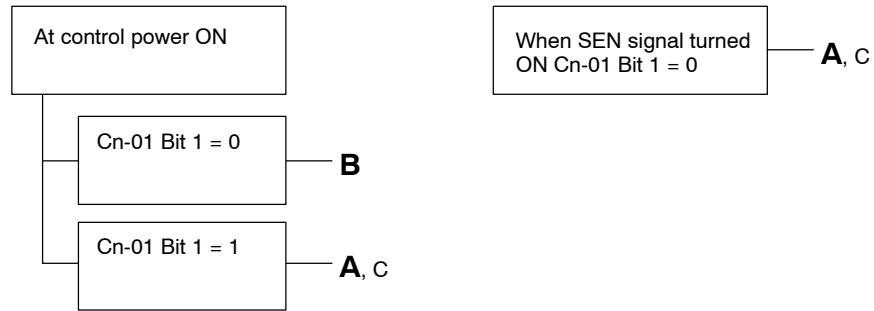 At control power ON
Cn-01 Bit 1 = 0
B
Cn-01 Bit 1 = 1
A, C
When SEN signal turned
ON Cn-01 Bit 1 = 0
A, C